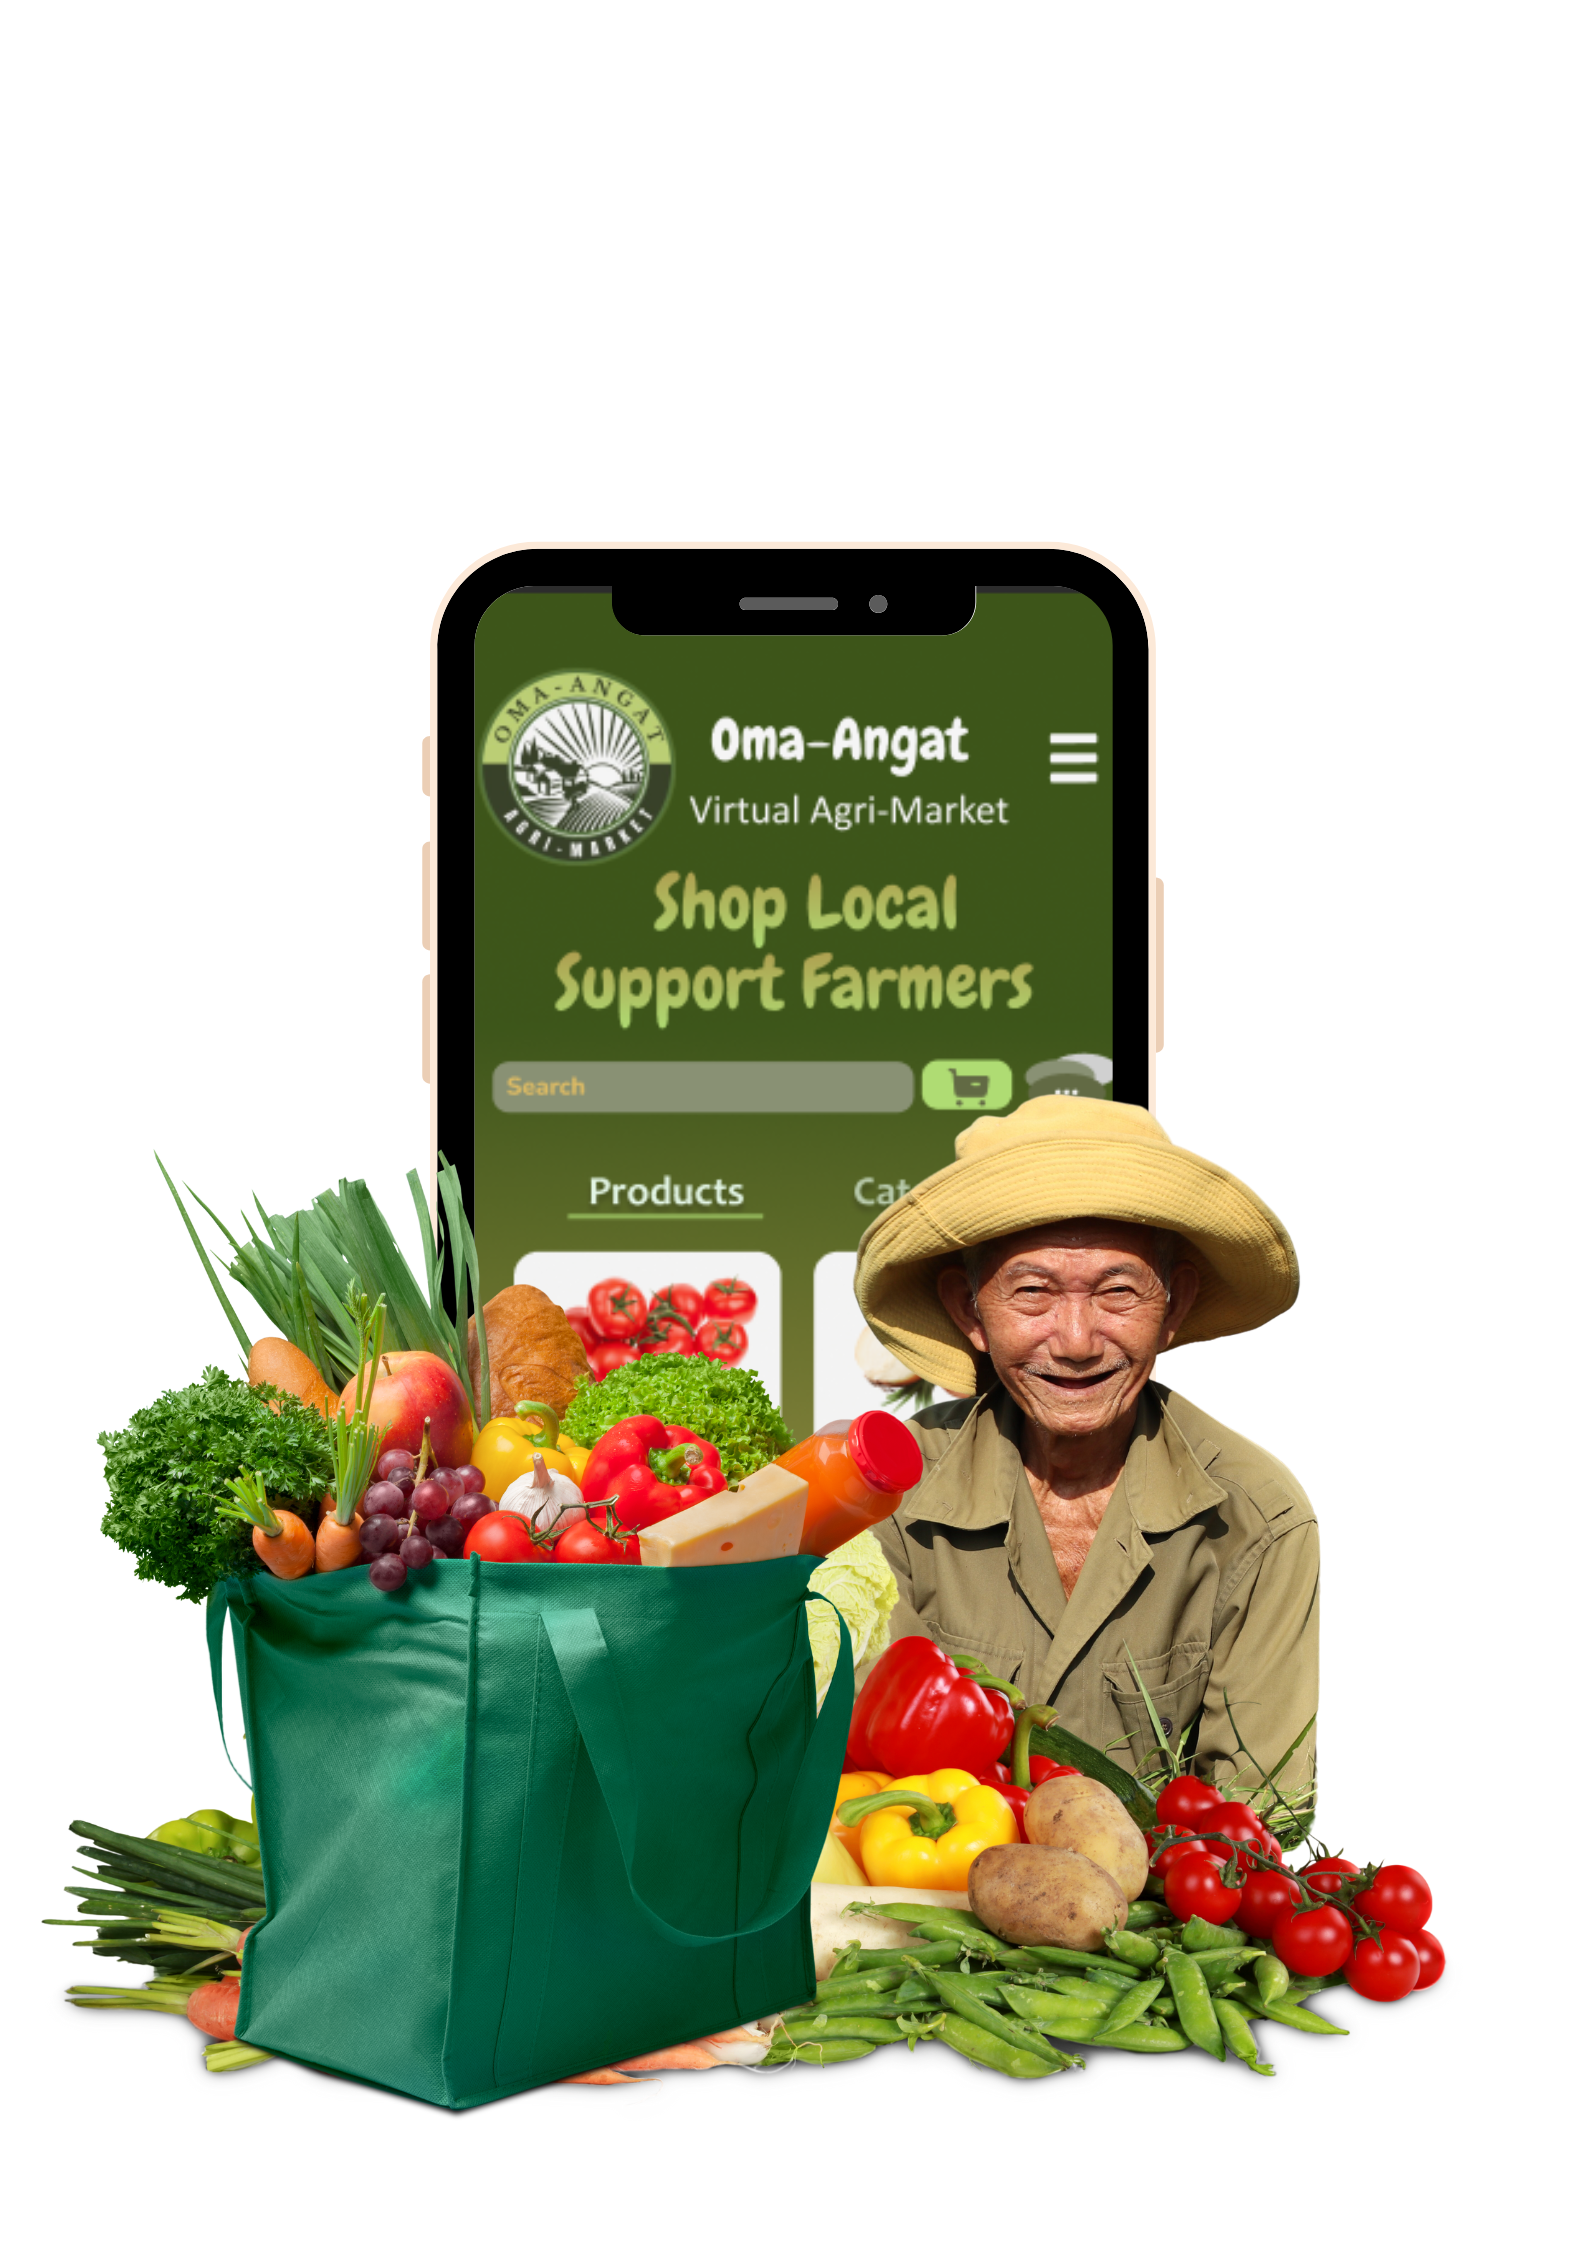 OMA-ANGAT
AGRI-MARKET
Oma-Angat
Virtual Agri-Market
Shop Local
Support Farmers
Search
Products